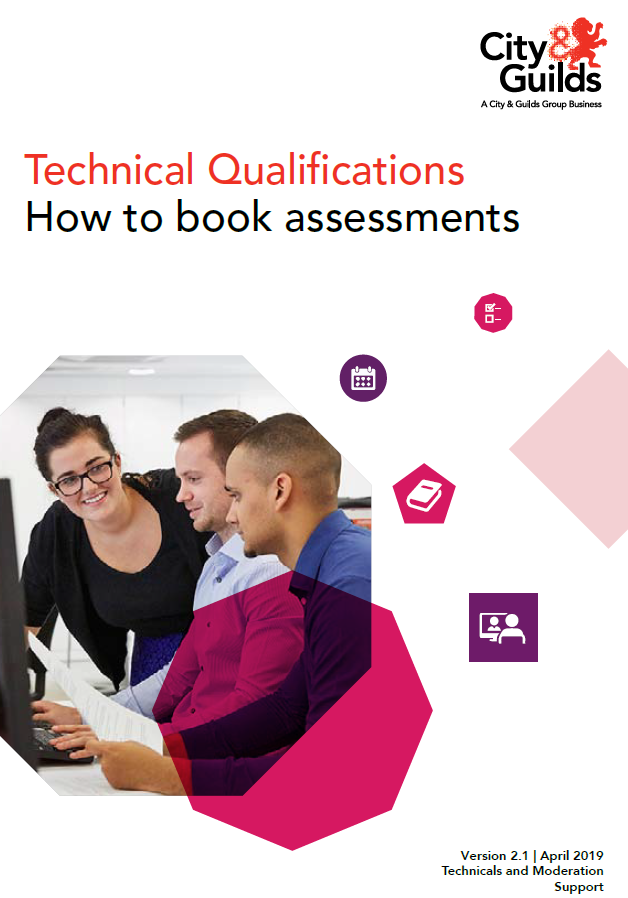 City &
Guilds
A City & Guilds Group Business
Technical Qualifications
How to book assessments
Version 2.1 | April 2019
Technicals and Moderation
Support